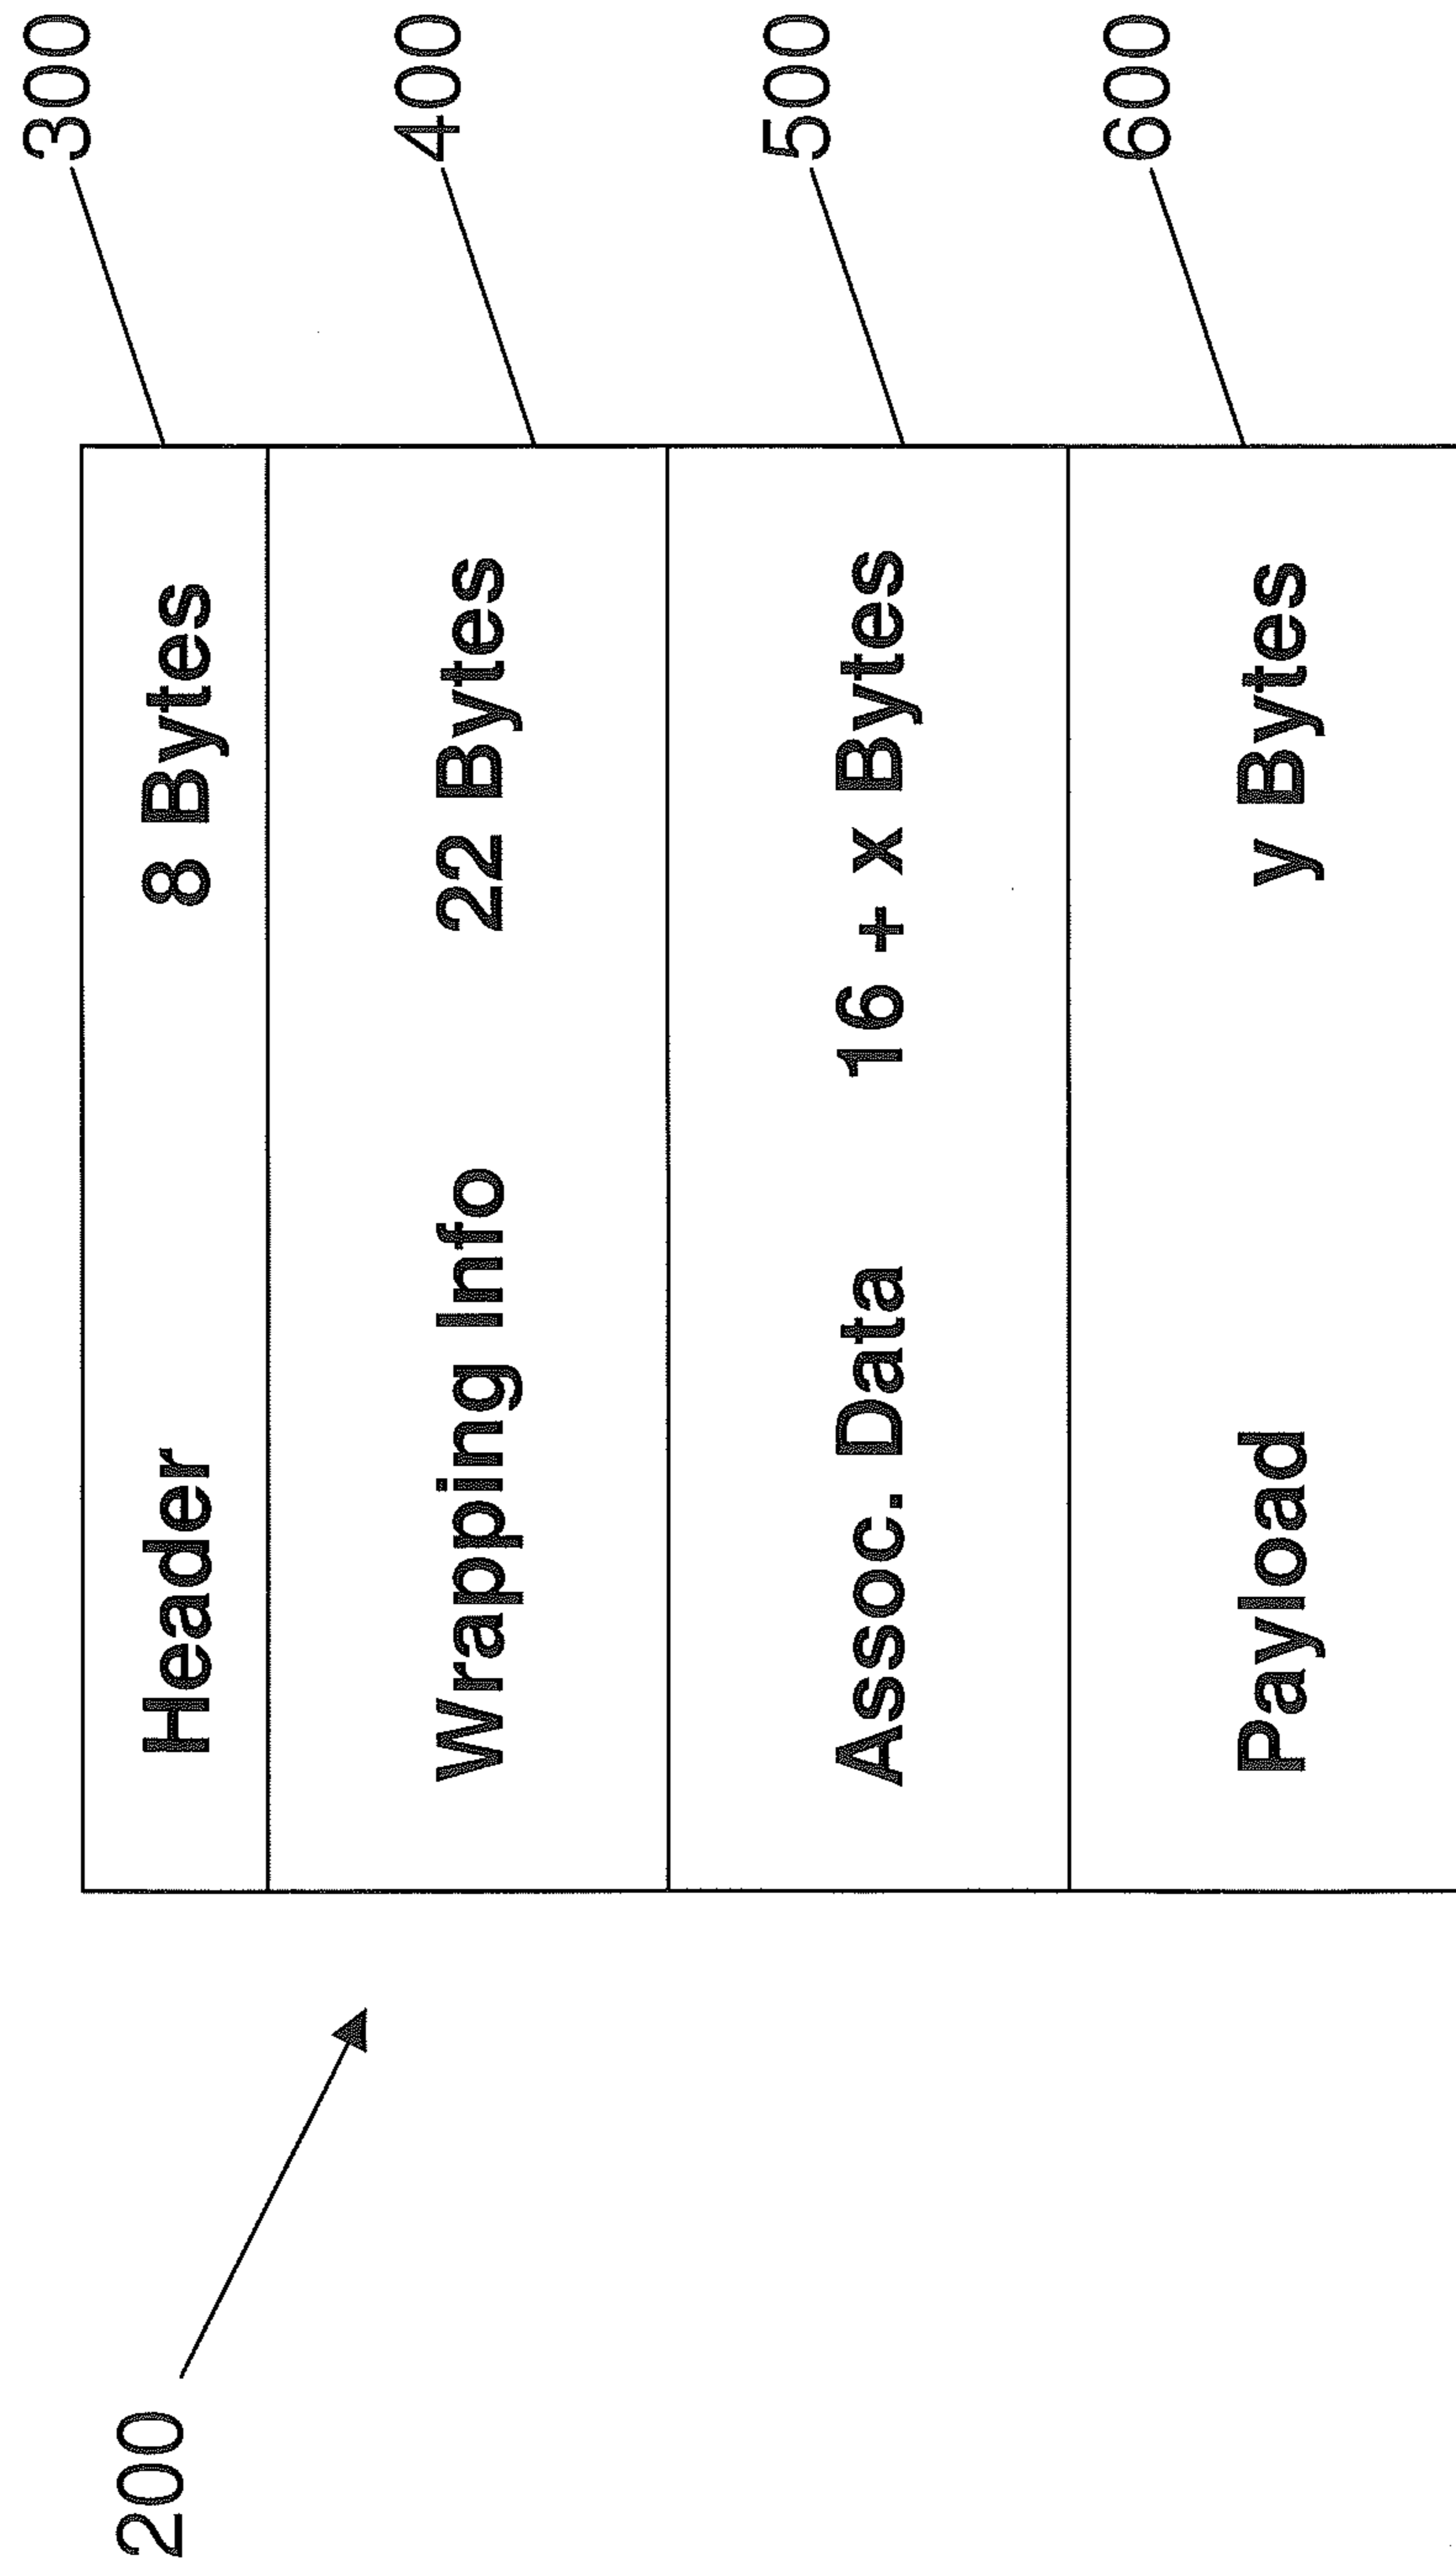 300
Header 8 Bytes
200
400
Wrapping Info 22 Bytes
500
Assoc. Data 16 + x Bytes
600
Payload y Bytes